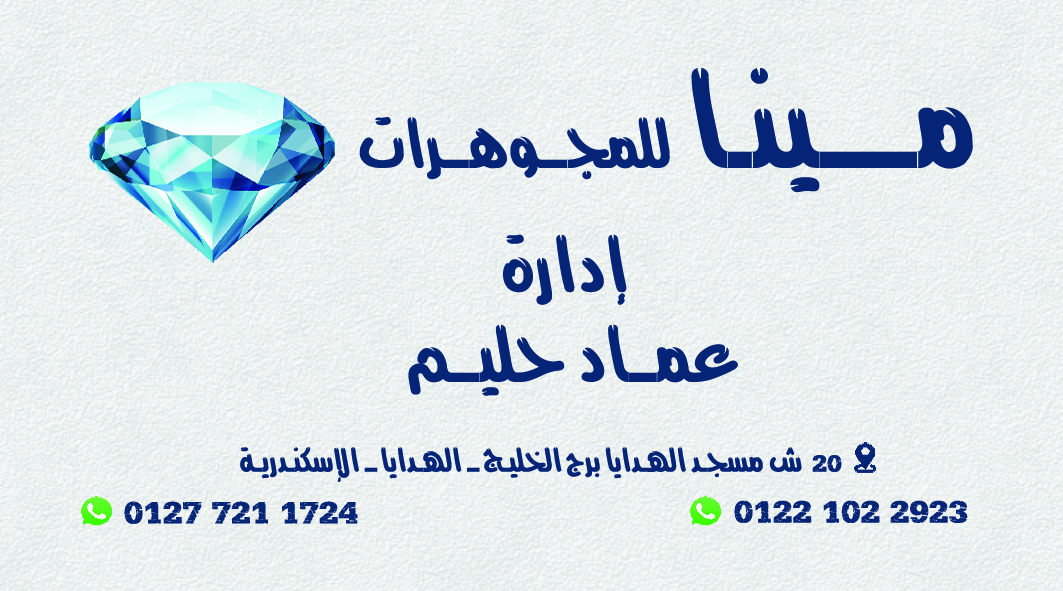 مينا للمجوهرات
إدارة
عماد حليم
20 ش مسجد الهدايا برج الخليج - الهدايا - الإسكندرية
0122 102 2923
0127 721 1724